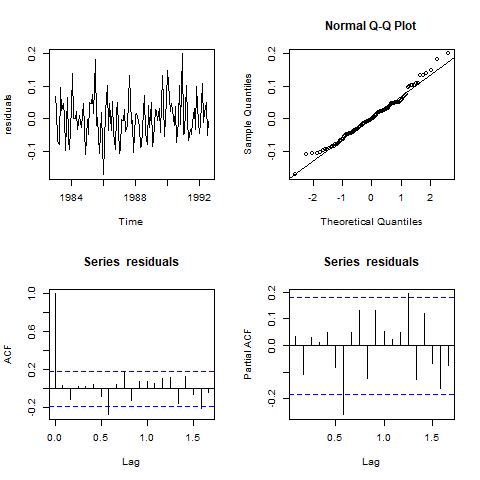 Normal Q-Q Plot
residuals
-0.1 0.0 0.1 0.2
1984 1988 1992
Time
Sample Quantiles
-0.1 0.0 0.1 0.2
-2 -1 0 1 2
Theoretical Quantiles
Series residuals
ACF
-0.2 0.2 0.6 1.0
0.0 0.5 1.0 1.5
Lag
Series residuals
Partial ACF
-0.2 0.0 0.1 0.2
0.5 1.0 1.5
Lag